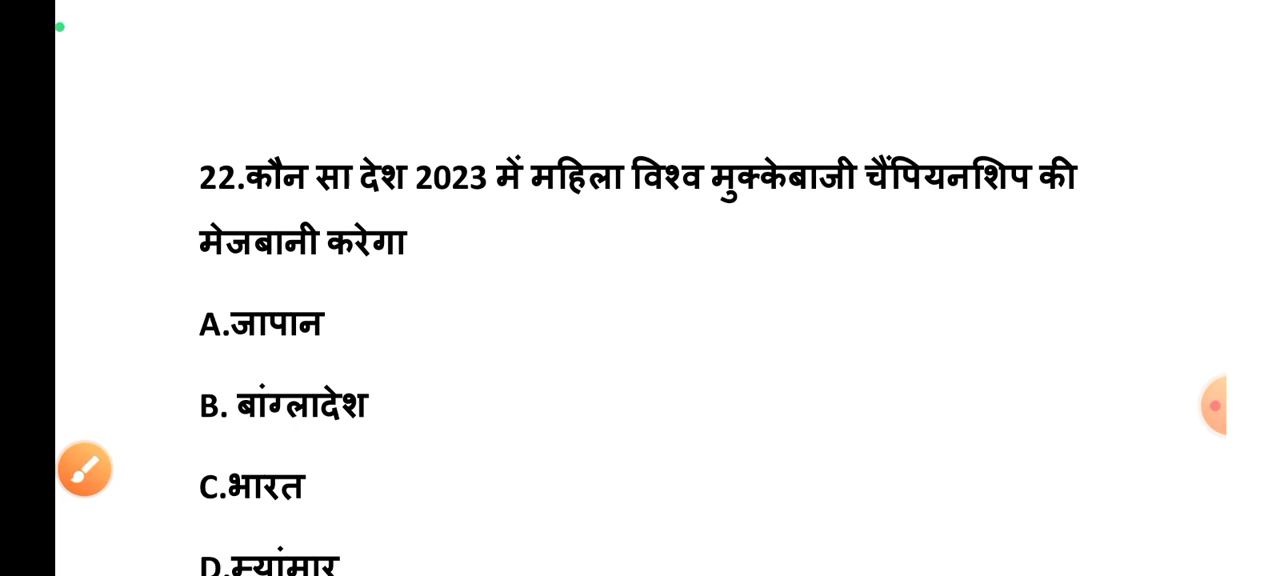 22.कौन सा देश 2023 में महिला विश्व मुक्केबाजी चैंपियनशिप की
मेजबानी करेगा
A.जापान
B. बांग्लादेश
C.भारत
D.म्यांमार